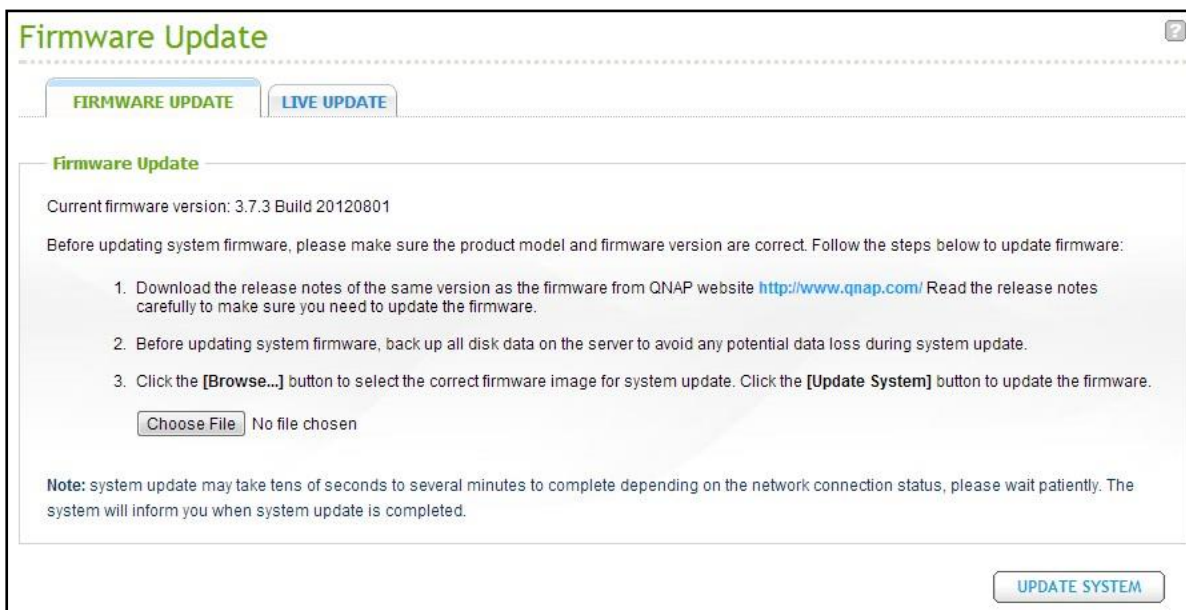 Firmware Update
?
FIRMWARE UPDATE
LIVE UPDATE
Firmware Update
Current firmware version: 3.7.3 Build 20120801
Before updating system firmware, please make sure the product model and firmware version are correct. Follow the steps below to update firmware:
1. Download the release notes of the same version as the firmware from QNAP website http://www.qnap.com/ Read the release notes
carefully to make sure you need to update the firmware.
2. Before updating system firmware, back up all disk data on the server to avoid any potential data loss during system update.
3. Click the [Browse...] button to select the correct firmware image for system update. Click the [Update System] button to update the firmware.
Choose File No file chosen
Note: system update may take tens of seconds to several minutes to complete depending on the network connection status, please wait patiently. The
system will inform you when system update is completed.
UPDATE SYSTEM